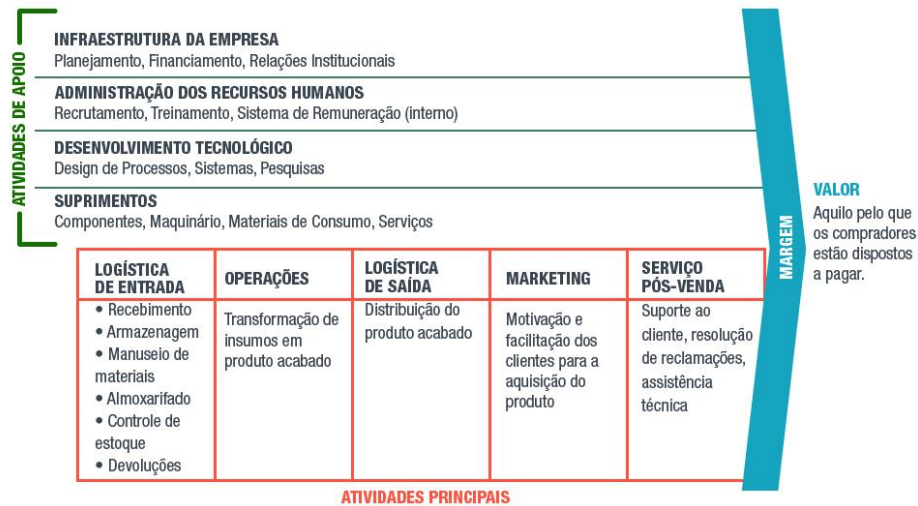 ATIVIDADES DE APOIO
INFRAESTRUTURA DA EMPRESA
Planejamento, Financiamento, Relações Institucionais
ADMINISTRAÇÃO DOS RECURSOS HUMANOS
Recrutamento, Treinamento, Sistema de Remuneração (interno)
DESENVOLVIMENTO TECNOLÓGICO
Design de Processos, Sistemas, Pesquisas
SUPRIMENTOS
Componentes, Maquinário, Materiais de Consumo, Serviços
LOGÍSTICA
DE ENTRADA
• Recebimento
• Armazenagem
• Manuseio de
materiais
• Almoxarifado
• Controle de
estoque
• Devoluções
OPERAÇÕES
Transformação de
insumos em
produto acabado
LOGÍSTICA
DE SAÍDA
Distribuição do
produto acabado
MARKETING
Motivação e
facilitação dos
clientes para a
aquisição do
produto
SERVIÇO
PÓS-VENDA
Suporte ao
cliente, resolução
de reclamações,
assistência
técnica
ATIVIDADES PRINCIPAIS
MARGEM
VALOR
Aquilo pelo que
os compradores
estão dispostos
a pagar.